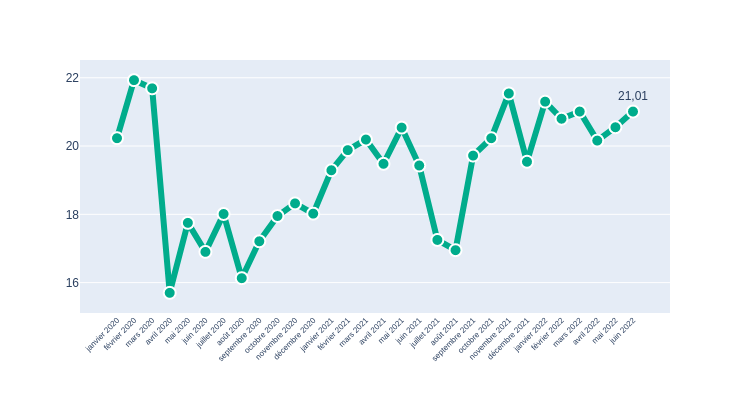 22
20
18
16
21,01
janvier 2020
février 2020
mars 2020
avril 2020
mai 2020
juin 2020
juillet 2020
août 2020
septembre 2020
octobre 2020
novembre 2020
décembre 2020
janvier 2021
février 2021
mars 2021
avril 2021
mai 2021
juin 2021
juillet 2021
août 2021
septembre 2021
octobre 2021
novembre 2021
décembre 2021
janvier 2022
février 2022
mars 2022
avril 2022
mai 2022
juin 2022